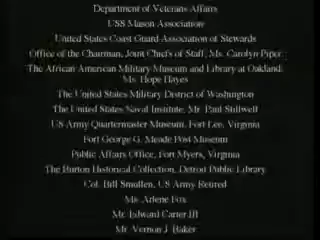 Department of Veterans Affairs
USS Mason Association
United States Coast Guard Association of Stewards
Office of the Chairman, Joint Chiefs of Staff, Ms. Carolyn Piper
The African American Military Museum and Library at Oakland:
Ms. Hope Hayes
The United States Military District of Washington
The United States Naval Institute, Mr. Paul Stillwell
US Army Quartermaster Museum, Fort Lee, Virginia
Fort George G. Meade Post Museum
Public Affairs Office, Fort Myers, Virginia
The Burton Historical Collection, Detroit Public Library
Col. Bill Smullen, US Army Retired
Ms. Arlene Fox
Mr. Edward Carter III
Mr. Vernon J. Baker